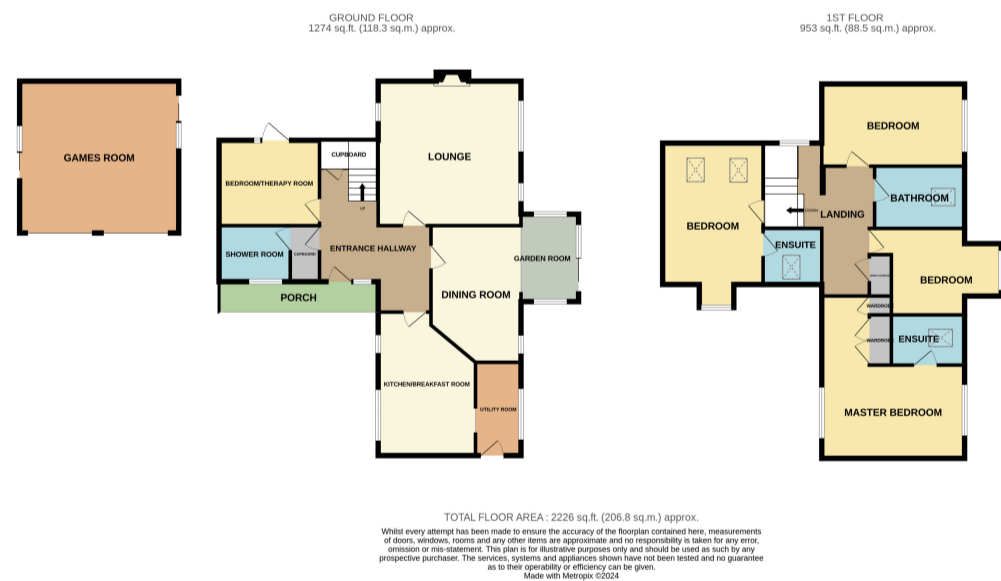 GROUND FLOOR
1274 sq.ft. (118.3 sq.m.) approx.
1ST FLOOR
953 sq.ft. (88.5 sq.m.) approx.
GAMES ROOM
CUPBOARD
LOUNGE
BEDROOM/THERAPY ROOM
UP
ENTRANCE HALLWAY
SHOWER ROOM
CUPBOARD
GARDEN ROOM
DINING ROOM
PORCH
KITCHEN/BREAKFAST ROOM
UTILITY ROOM
BEDROOM
BATHROOM
DOWN
LANDING
BEDROOM
ENSUITE
BEDROOM
WARDROBE
WARDROBE
ENSUITE
MASTER BEDROOM
TOTAL FLOOR AREA : 2226 sq.ft. (206.8 sq.m.) approx.
Whilst every attempt has been made to ensure the accuracy of the floorplan contained here, measurements
of doors, windows, rooms and any other items are approximate and no responsibility is taken for any error,
omission or mis-statement. This plan is for illustrative purposes only and should be used as such by any
prospective purchaser. The services, systems and appliances shown have not been tested and no guarantee
as to their operability or efficiency can be given.
Made with Metropix ©2024